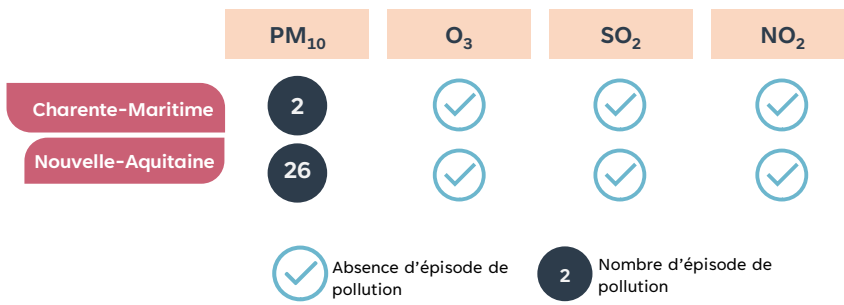 PM10 O3 SO2 NO2
Charente-Maritime 2
Nouvelle-Aquitaine 26
Absence d'épisode de
pollution
2 Nombre d'épisode de
pollution